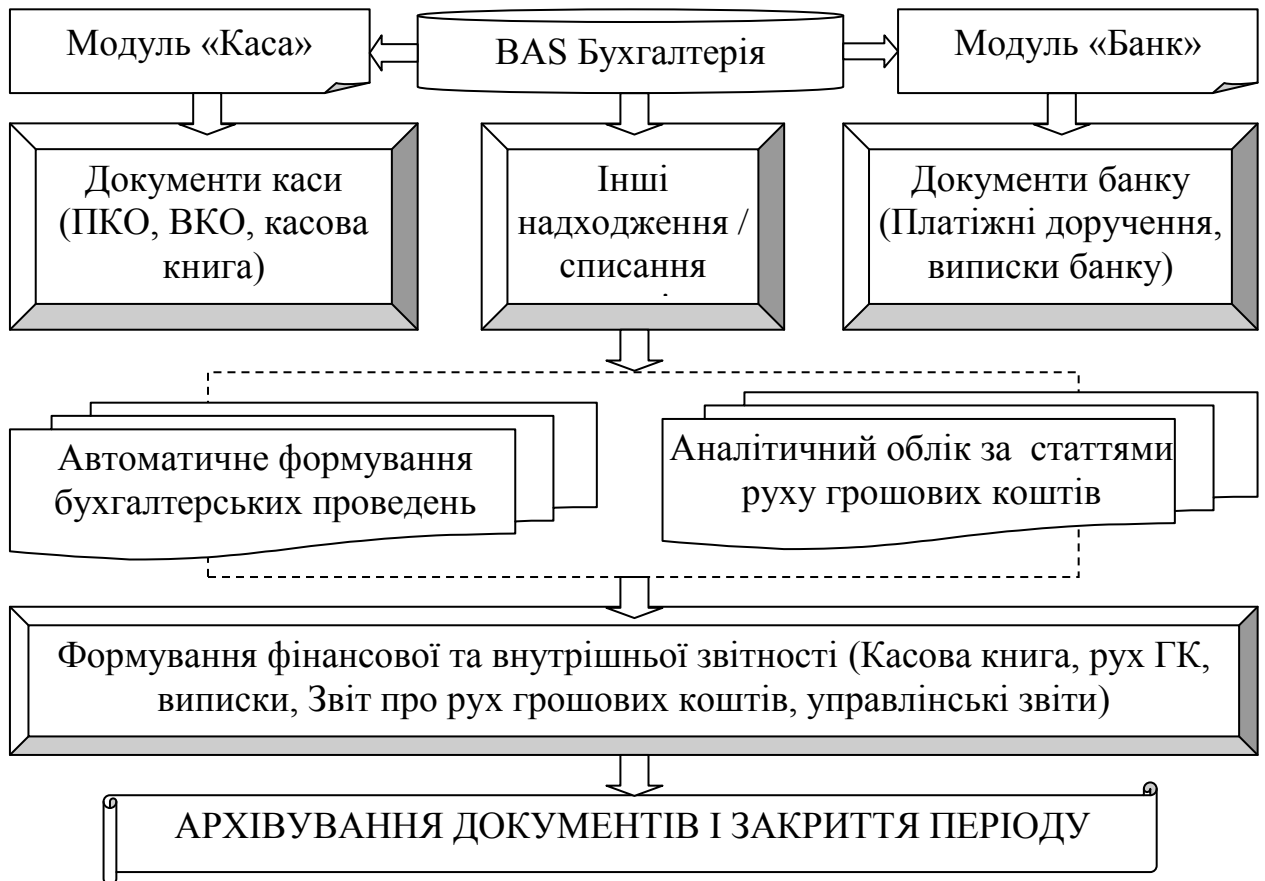 Модуль «Каса»
BAS Бухгалтерія
Модуль «Банк»
Документи каси
(ПКО, ВКО, касова
книга)
Інші
надходження /
списання
Документи банку
(Платіжні доручення,
виписки банку)
Автоматичне формування
бухгалтерських проведень
Аналітичний облік за статтями
руху грошових коштів
Формування фінансової та внутрішньої звітності (Касова книга, рух ГК,
виписки, Звіт про рух грошових коштів, управлінські звіти)
АРХІВУВАННЯ ДОКУМЕНТІВ І ЗАКРИТТЯ ПЕРІОДУ